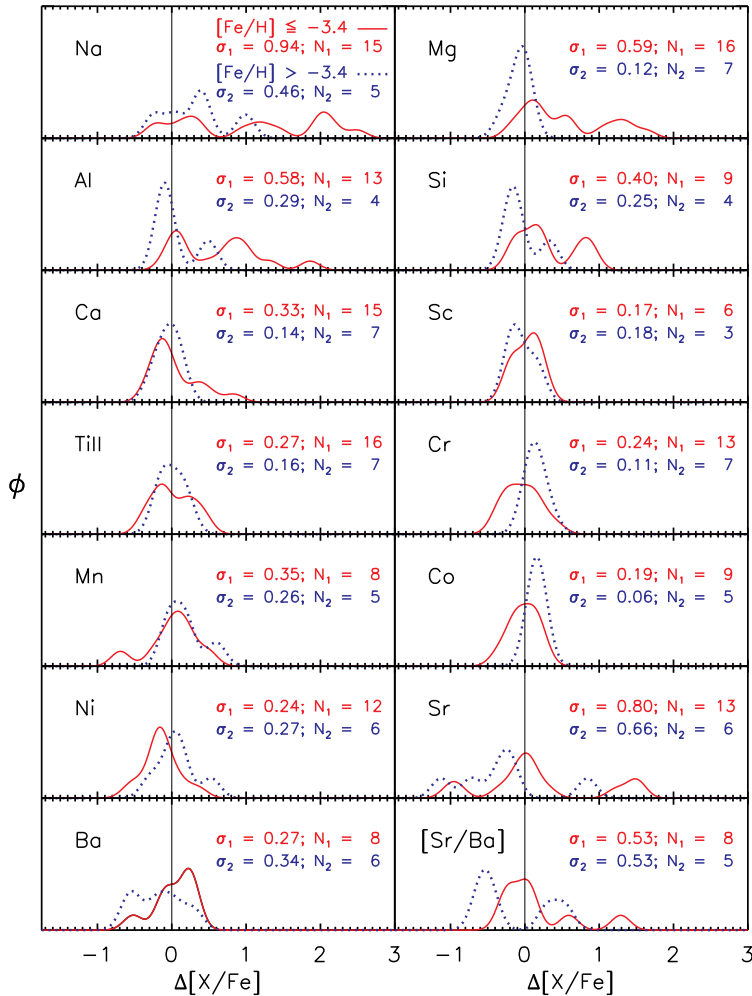 [Fe/H] ≤ −3.4
Na
σ₁ = 0.94; N₁ = 15
[Fe/H] > −3.4
σ₂ = 0.46; N₂ = 5
Mg
σ₁ = 0.59; N₁ = 16
σ₂ = 0.12; N₂ = 7
Al
σ₁ = 0.58; N₁ = 13
σ₂ = 0.29; N₂ = 4
Si
σ₁ = 0.40; N₁ = 9
σ₂ = 0.25; N₂ = 4
Ca
σ₁ = 0.33; N₁ = 15
σ₂ = 0.14; N₂ = 7
Sc
σ₁ = 0.17; N₁ = 6
σ₂ = 0.18; N₂ = 3
TiII
σ₁ = 0.27; N₁ = 16
σ₂ = 0.16; N₂ = 7
Cr
σ₁ = 0.24; N₁ = 13
σ₂ = 0.11; N₂ = 7
ϕ
Mn
σ₁ = 0.35; N₁ = 8
σ₂ = 0.26; N₂ = 5
Co
σ₁ = 0.19; N₁ = 9
σ₂ = 0.06; N₂ = 5
Ni
σ₁ = 0.24; N₁ = 12
σ₂ = 0.27; N₂ = 6
Sr
σ₁ = 0.80; N₁ = 13
σ₂ = 0.66; N₂ = 6
Ba
σ₁ = 0.27; N₁ = 8
σ₂ = 0.34; N₂ = 6
[Sr/Ba]
σ₁ = 0.53; N₁ = 8
σ₂ = 0.53; N₂ = 5
−1 0 1 2 3
−1 0 1 2 3
Δ[X/Fe]
Δ[X/Fe]